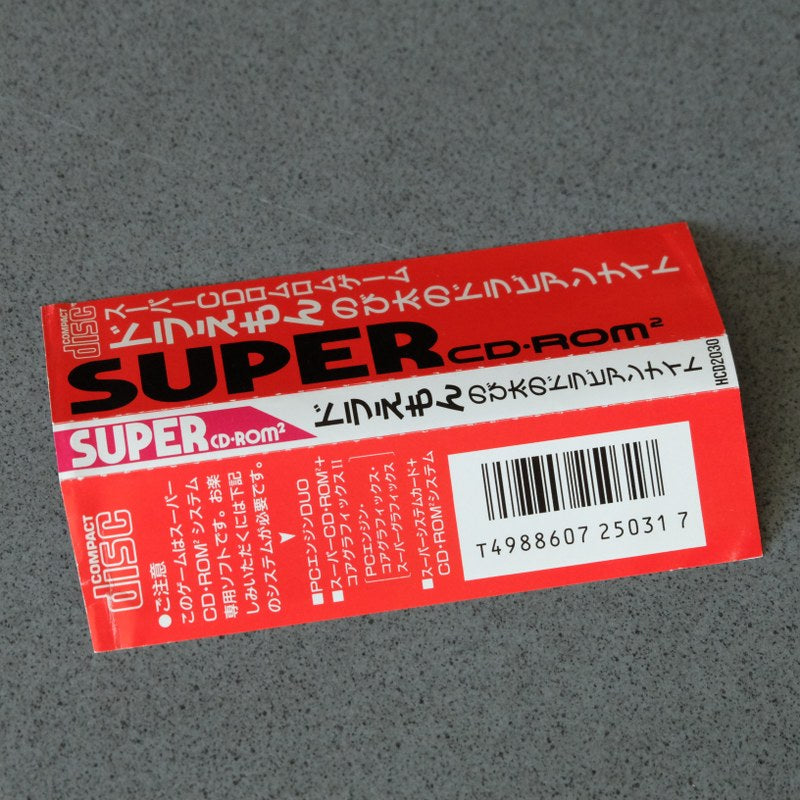 COMPACT
disc
スーパーCDロムロムゲーム
ドラえもん のび太のドラビアンナイト
SUPER CD-ROM²
SUPER CD-ROM²
ドラえもん のび太のドラビアンナイト
HCD2030
COMPACT
disc
●ご注意
このゲームはスーパー
CD-ROM² システム
専用ソフトです。お楽
しみいただくには下記
のシステムが必要です。
▼
■PCエンジンDUO
■スーパーCD-ROM²+
コアグラフィックスII
[PCエンジン・
コアグラフィックス・
スーパーグラフィックス]
■スーパーシステムカード+
CD-ROM²システム
T4988607 25031 7